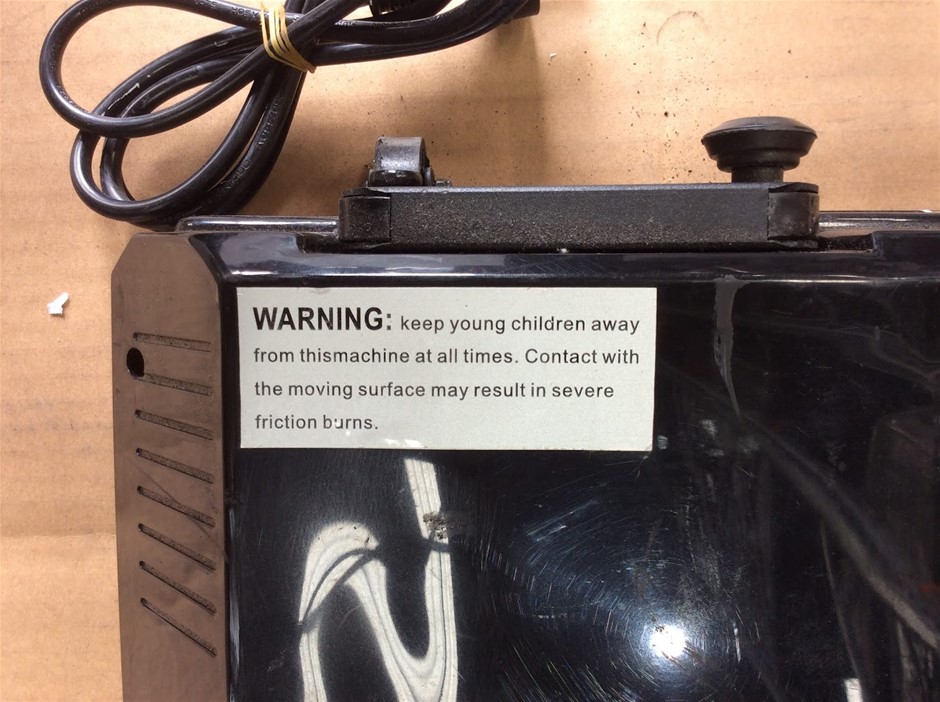 WARNING: keep young children away
from thismachine at all times. Contact with
the moving surface may result in severe
friction burns.